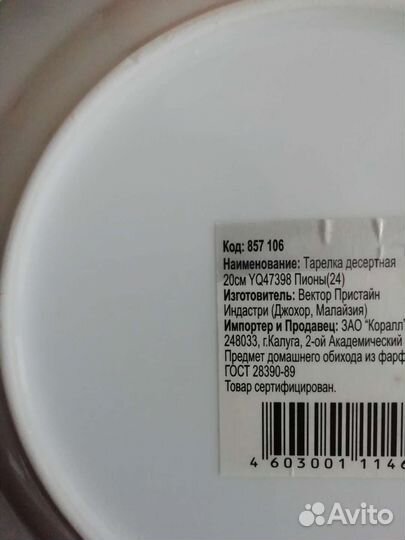 Код: 857 106
Наименование: Тарелка десертная
20см YQ47398 Пионы(24)
Изготовитель: Вектор Пристайн
Индастри (Джохор, Малайзия)
Импортер и Продавец: ЗАО "Коралл"
248033, г.Калуга, 2-ой Академический
Предмет домашнего обихода из фарф
ГОСТ 28390-89
Товар сертифицирован.
4 603001 1146
Avito